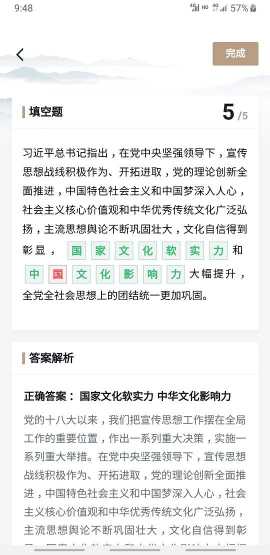 9:48
57%
完成
填空题
5/5
习近平总书记指出，在党中央坚强领导下，宣传
思想战线积极作为、开拓进取，党的理论创新全
面推进，中国特色社会主义和中国梦深入人心，
社会主义核心价值观和中华优秀传统文化广泛弘
扬，主流思想舆论不断巩固壮大，文化自信得到
彰显，国家文化软实力和
中国文化影响力大幅提升，
全党全社会思想上的团结统一更加巩固。
答案解析
正确答案：国家文化软实力 中华文化影响力
党的十八大以来，我们把宣传思想工作摆在全局
工作的重要位置，作出一系列重大决策，实施一
系列重大举措。在党中央坚强领导下，宣传思想
战线积极作为、开拓进取，党的理论创新全面推
进，中国特色社会主义和中国梦深入人心，社会
主义核心价值观和中华优秀传统文化广泛弘扬，
主流思想舆论不断巩固壮大，文化自信得到彰